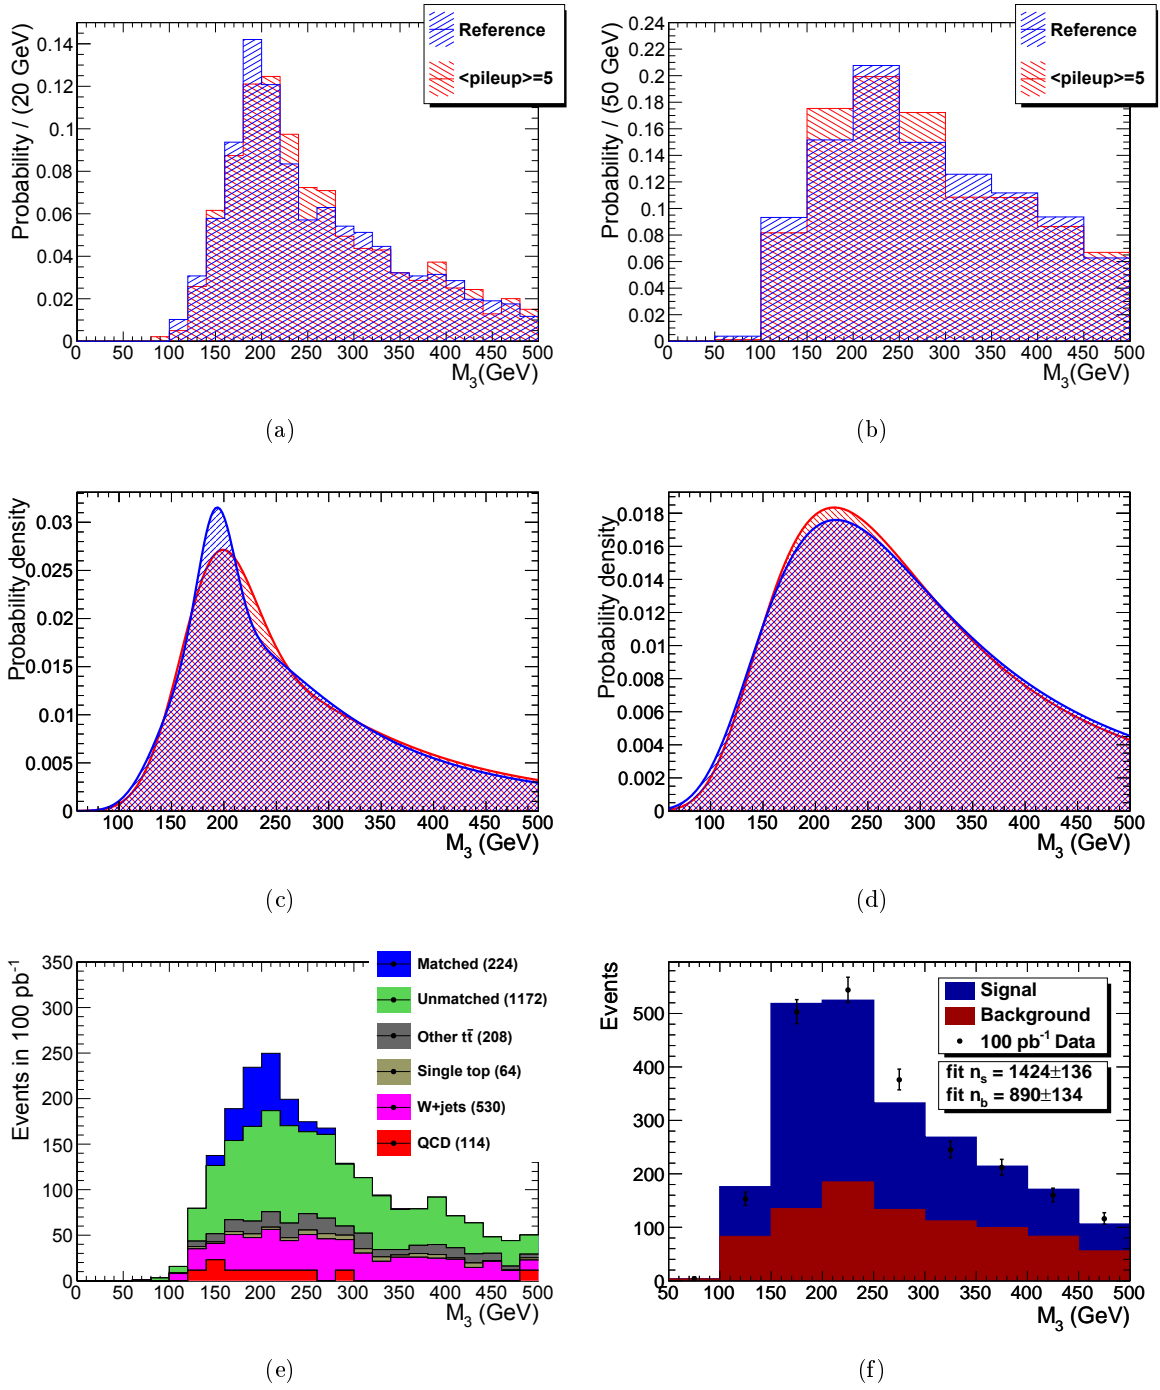 Probability / (20 GeV)
0.14
0.12
0.1
0.08
0.06
0.04
0.02
0
0 50 100 150 200 250 300 350 400 450 500
M3(GeV)
Reference
<pileup>=5
(a)
Probability / (50 GeV)
0.24
0.22
0.2
0.18
0.16
0.14
0.12
0.1
0.08
0.06
0.04
0.02
0
0 50 100 150 200 250 300 350 400 450 500
M3(GeV)
Reference
<pileup>=5
(b)
Probability density
0.03
0.025
0.02
0.015
0.01
0.005
0
100 150 200 250 300 350 400 450 500
M3 (GeV)
(c)
Probability density
0.018
0.016
0.014
0.012
0.01
0.008
0.006
0.004
0.002
0
100 150 200 250 300 350 400 450 500
M3 (GeV)
(d)
Events in 100 pb-1
350
300
250
200
150
100
50
0
0 50 100 150 200 250 300 350 400 450 500
M3 (GeV)
Matched (224)
Unmatched (1172)
Other tt̄ (208)
Single top (64)
W+jets (530)
QCD (114)
(e)
Events
500
400
300
200
100
0
50 100 150 200 250 300 350 400 450 500
M3 (GeV)
Signal
Background
100 pb-1 Data
fit ns = 1424±136
fit nb = 890±134
(f)